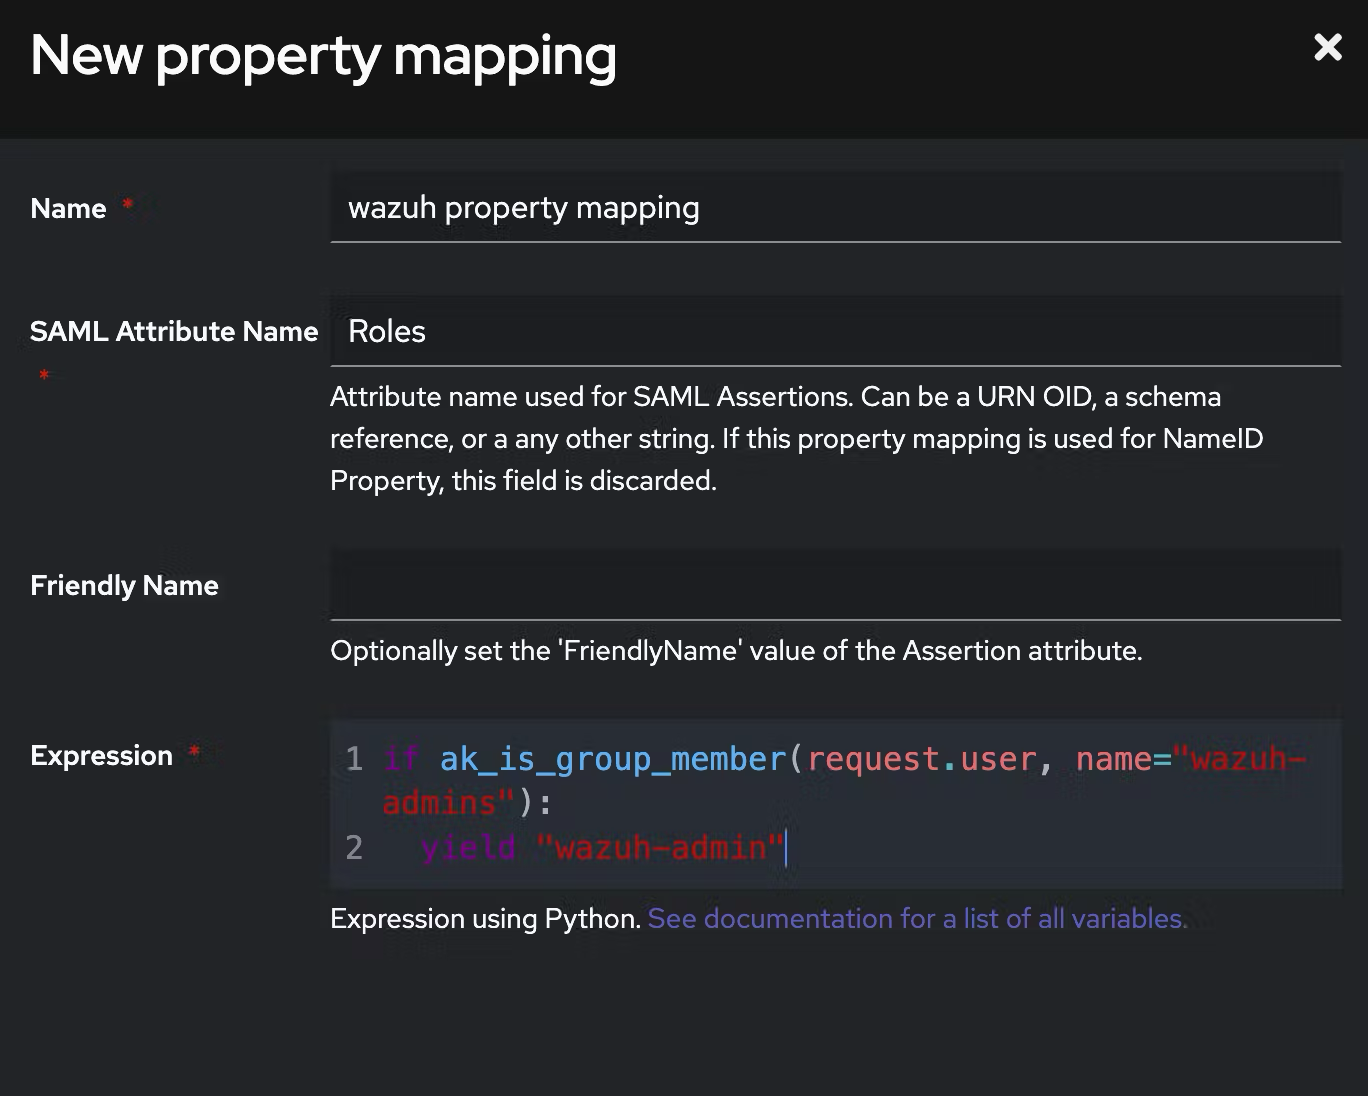 New property mapping
Name *
wazuh property mapping
SAML Attribute Name *
Roles
Attribute name used for SAML Assertions. Can be a URN OID, a schema
reference, or a any other string. If this property mapping is used for NameID
Property, this field is discarded.
Friendly Name
Optionally set the 'FriendlyName' value of the Assertion attribute.
Expression *
1 if ak_is_group_member(request.user, name="wazuh-
admins"):
2 yield "wazuh-admin"
Expression using Python. See documentation for a list of all variables.